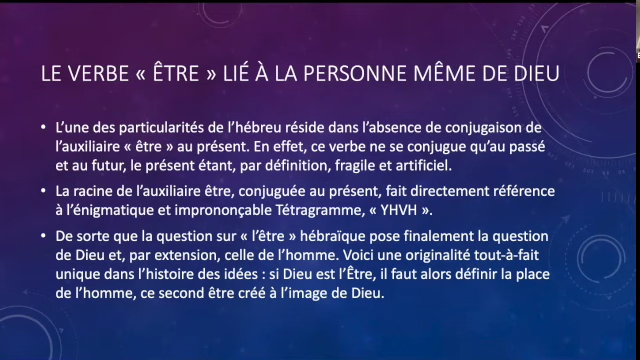 LE VERBE « ÊTRE » LIÉ À LA PERSONNE MÊME DE DIEU
• L'une des particularités de l'hébreu réside dans l'absence de conjugaison de
l'auxiliaire « être » au présent. En effet, ce verbe ne se conjugue qu'au passé
et au futur, le présent étant, par définition, fragile et artificiel.
• La racine de l'auxiliaire être, conjuguée au présent, fait directement référence
à l'énigmatique et imprononçable Tétragramme, « YHVH ».
• De sorte que la question sur « l'être » hébraïque pose finalement la question
de Dieu et, par extension, celle de l'homme. Voici une originalité tout-à-fait
unique dans l'histoire des idées : si Dieu est l'Être, il faut alors définir la place
de l'homme, ce second être créé à l'image de Dieu.